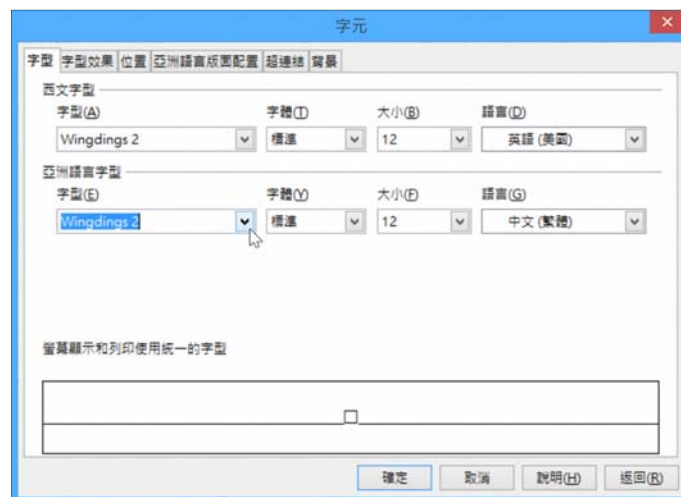 字元
字型 字型效果 位置 亞洲語言版面配置 超連結 背景
西文字型
字型(A) 字體(T) 大小(B) 語言(D)
Wingdings 2 標準 12 英語 (美國)
亞洲語言字型
字型(E) 字體(Y) 大小(F) 語言(G)
Wingdings 2 標準 12 中文 (繁體)
螢幕顯示和列印使用統一的字型
確定 取消 說明(H) 返回(R)